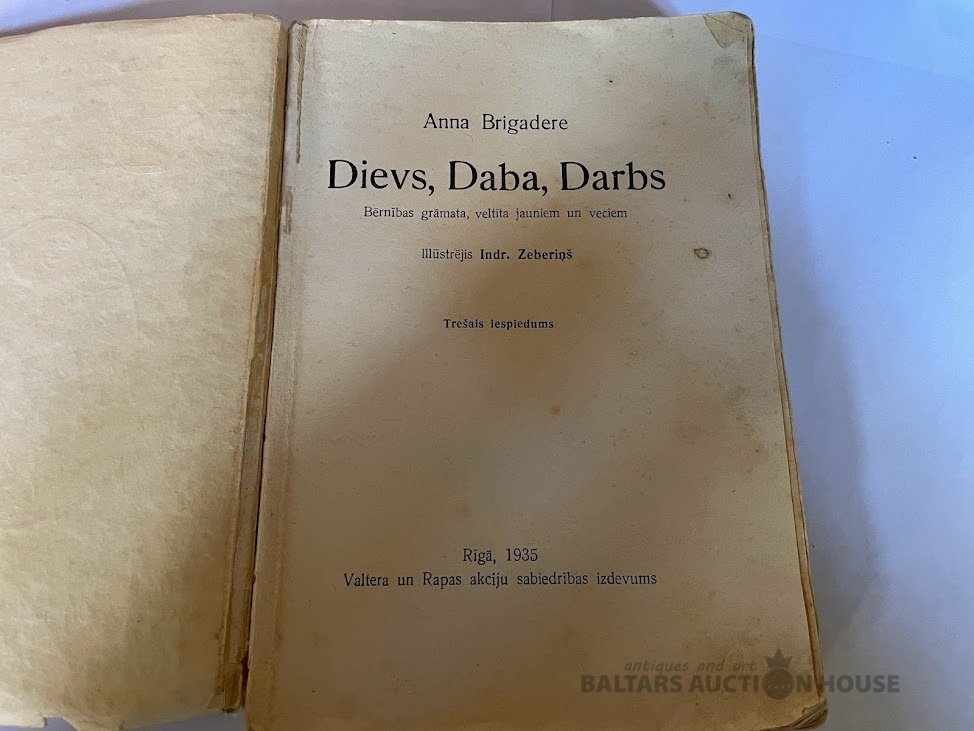 Anna Brigadere
Dievs, Daba, Darbs
Bērnības grāmata, veltīta jauniem un veciem
Illūstrējis Indr. Zeberiņš
Trešais iespiedums
Rīgā, 1935
Valtera un Rapas akciju sabiedrības izdevums
antiques and art
BALTARS AUCTION HOUSE